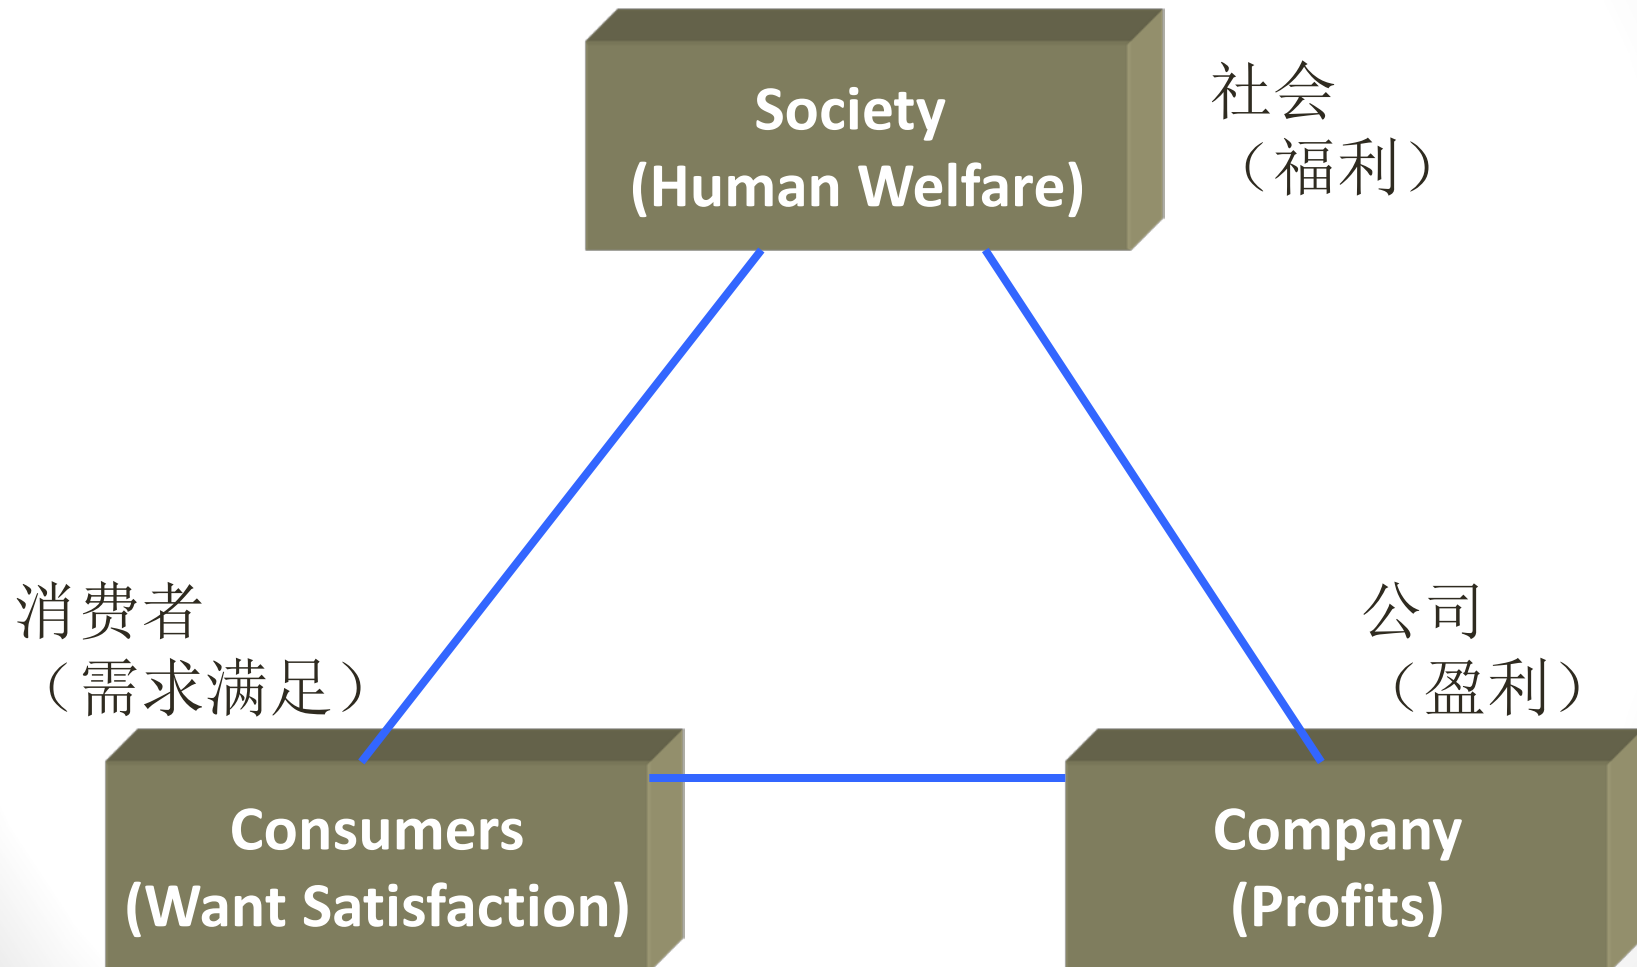 Society
(Human Welfare)
社会
（福利）
消费者
（需求满足）
公司
（盈利）
Consumers
(Want Satisfaction)
Company
(Profits)